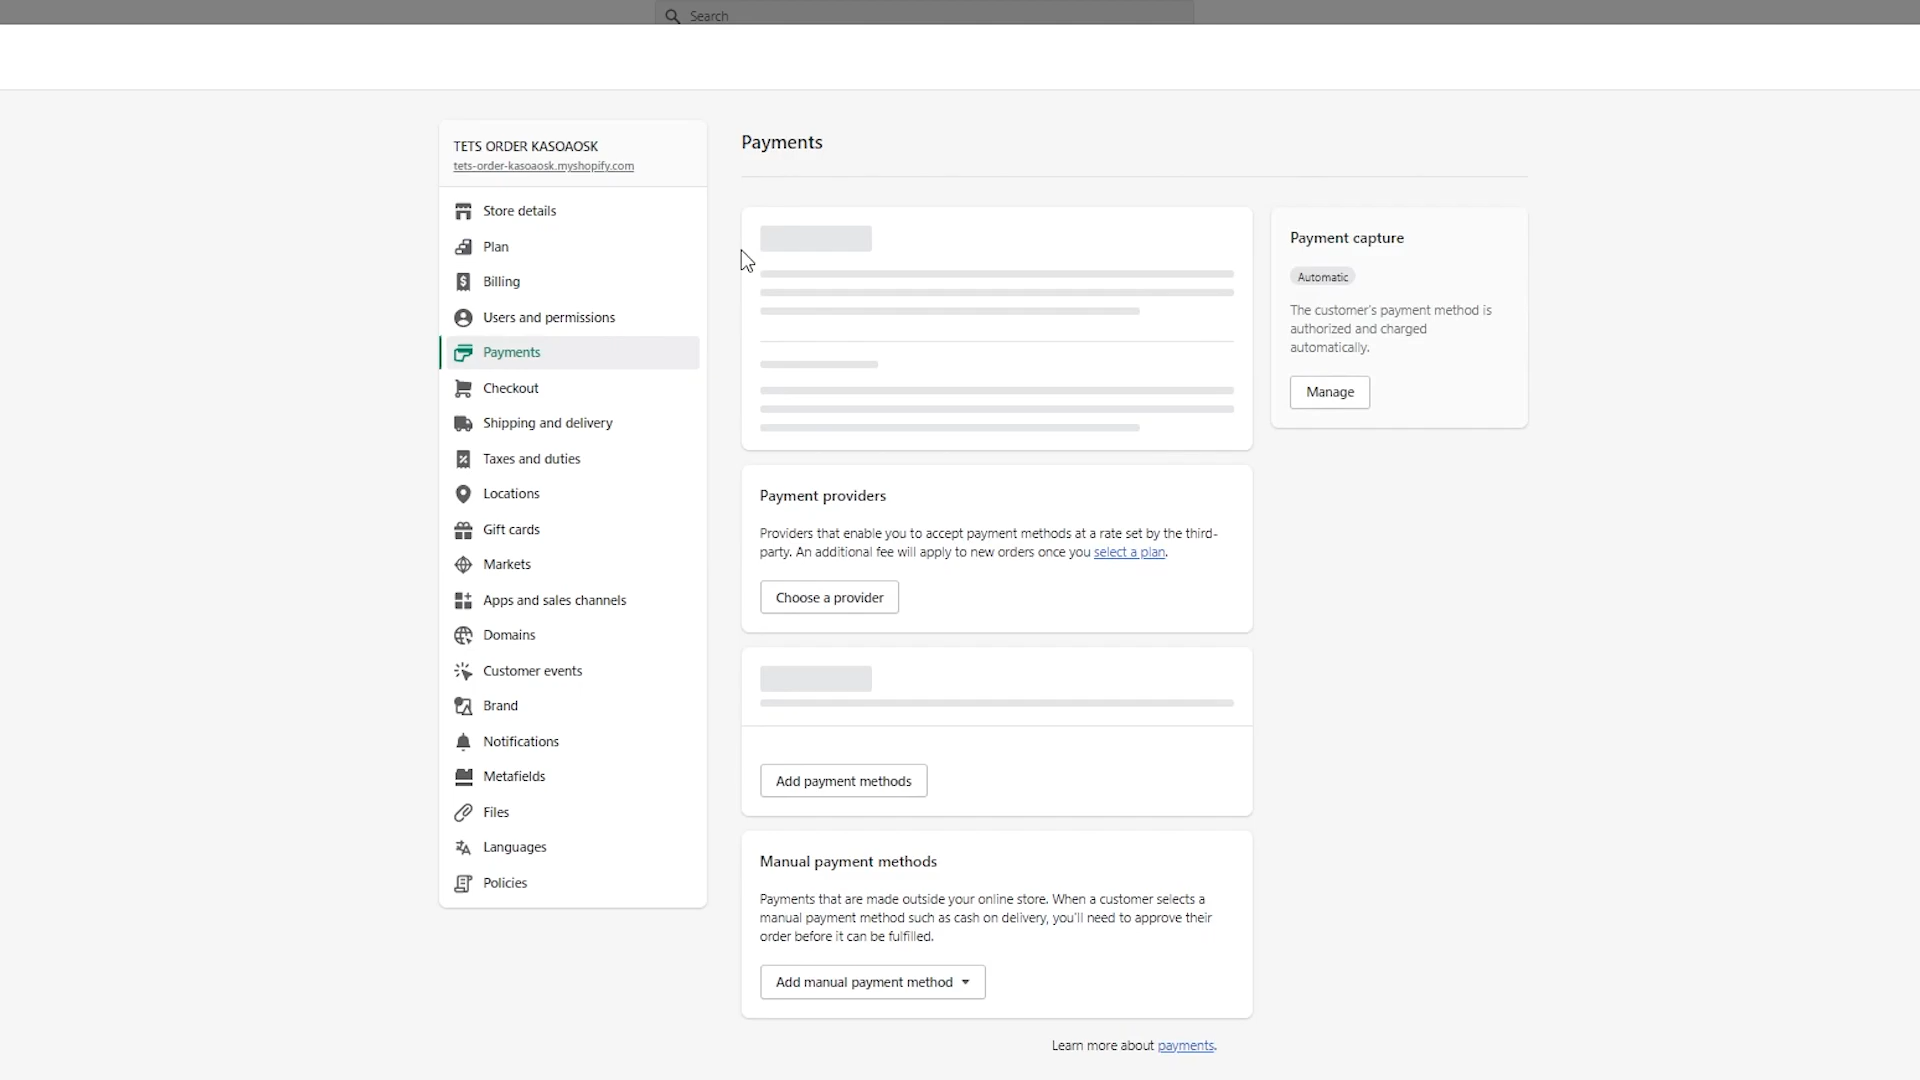 Search
TETS ORDER KASOAOSK
tets-order-kasoaosk.myshopify.com
Store details
Plan
Billing
Users and permissions
Payments
Checkout
Shipping and delivery
Taxes and duties
Locations
Gift cards
Markets
Apps and sales channels
Domains
Customer events
Brand
Notifications
Metafields
Files
Languages
Policies
Payments
Payment providers
Providers that enable you to accept payment methods at a rate set by the third-
party. An additional fee will apply to new orders once you select a plan.
Choose a provider
Add payment methods
Manual payment methods
Payments that are made outside your online store. When a customer selects a
manual payment method such as cash on delivery, you'll need to approve their
order before it can be fulfilled.
Add manual payment method
Payment capture
Automatic
The customer's payment method is
authorized and charged
automatically.
Manage
Learn more about payments.